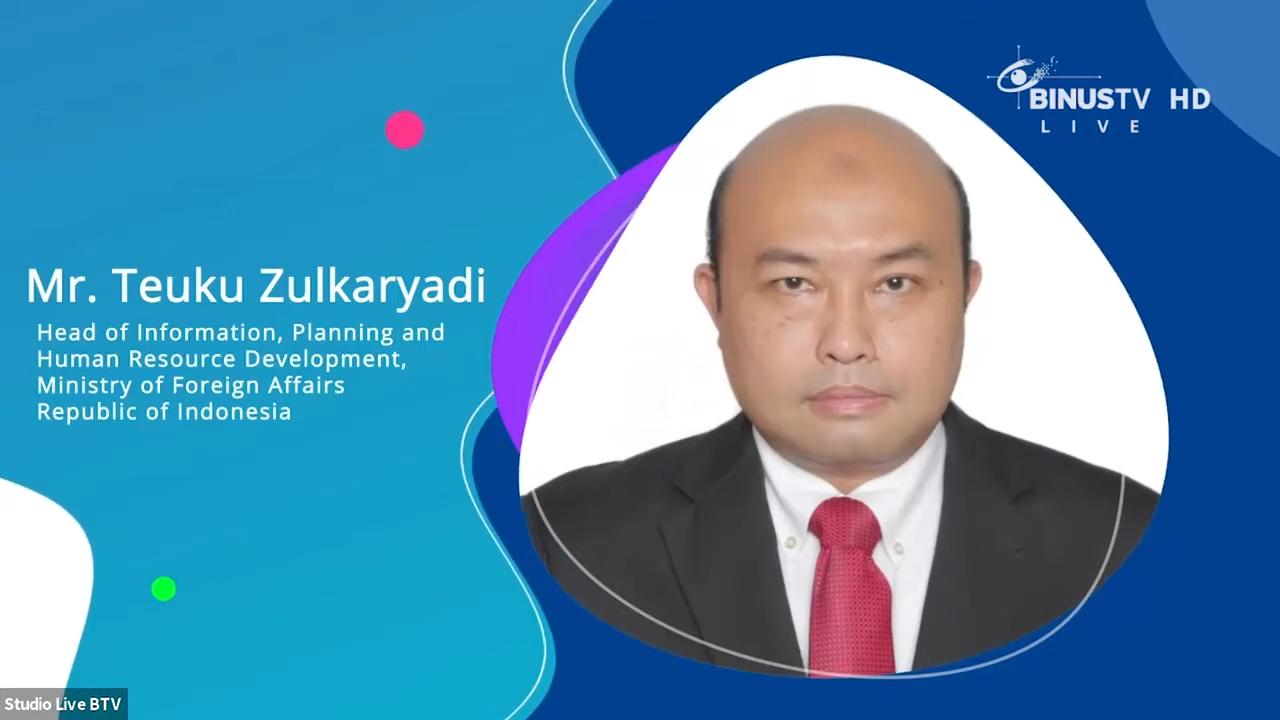 BINUSTV HD
LIVE
Mr. Teuku Zulkaryadi
Head of Information, Planning and
Human Resource Development,
Ministry of Foreign Affairs
Republic of Indonesia
Studio Live BTV